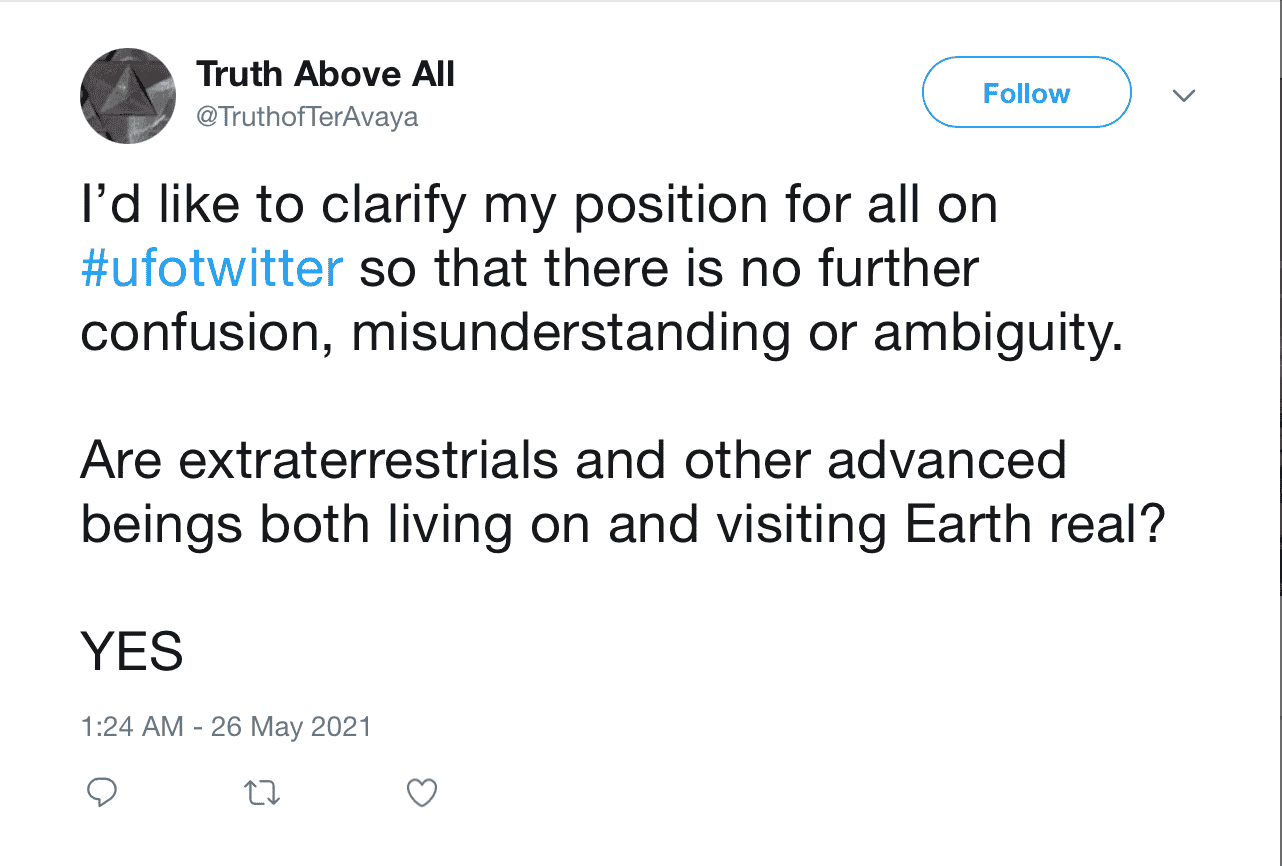 Truth Above All
@TruthofTerAvaya
Follow
I’d like to clarify my position for all on
#ufotwitter so that there is no further
confusion, misunderstanding or ambiguity.
Are extraterrestrials and other advanced
beings both living on and visiting Earth real?
YES
1:24 AM - 26 May 2021